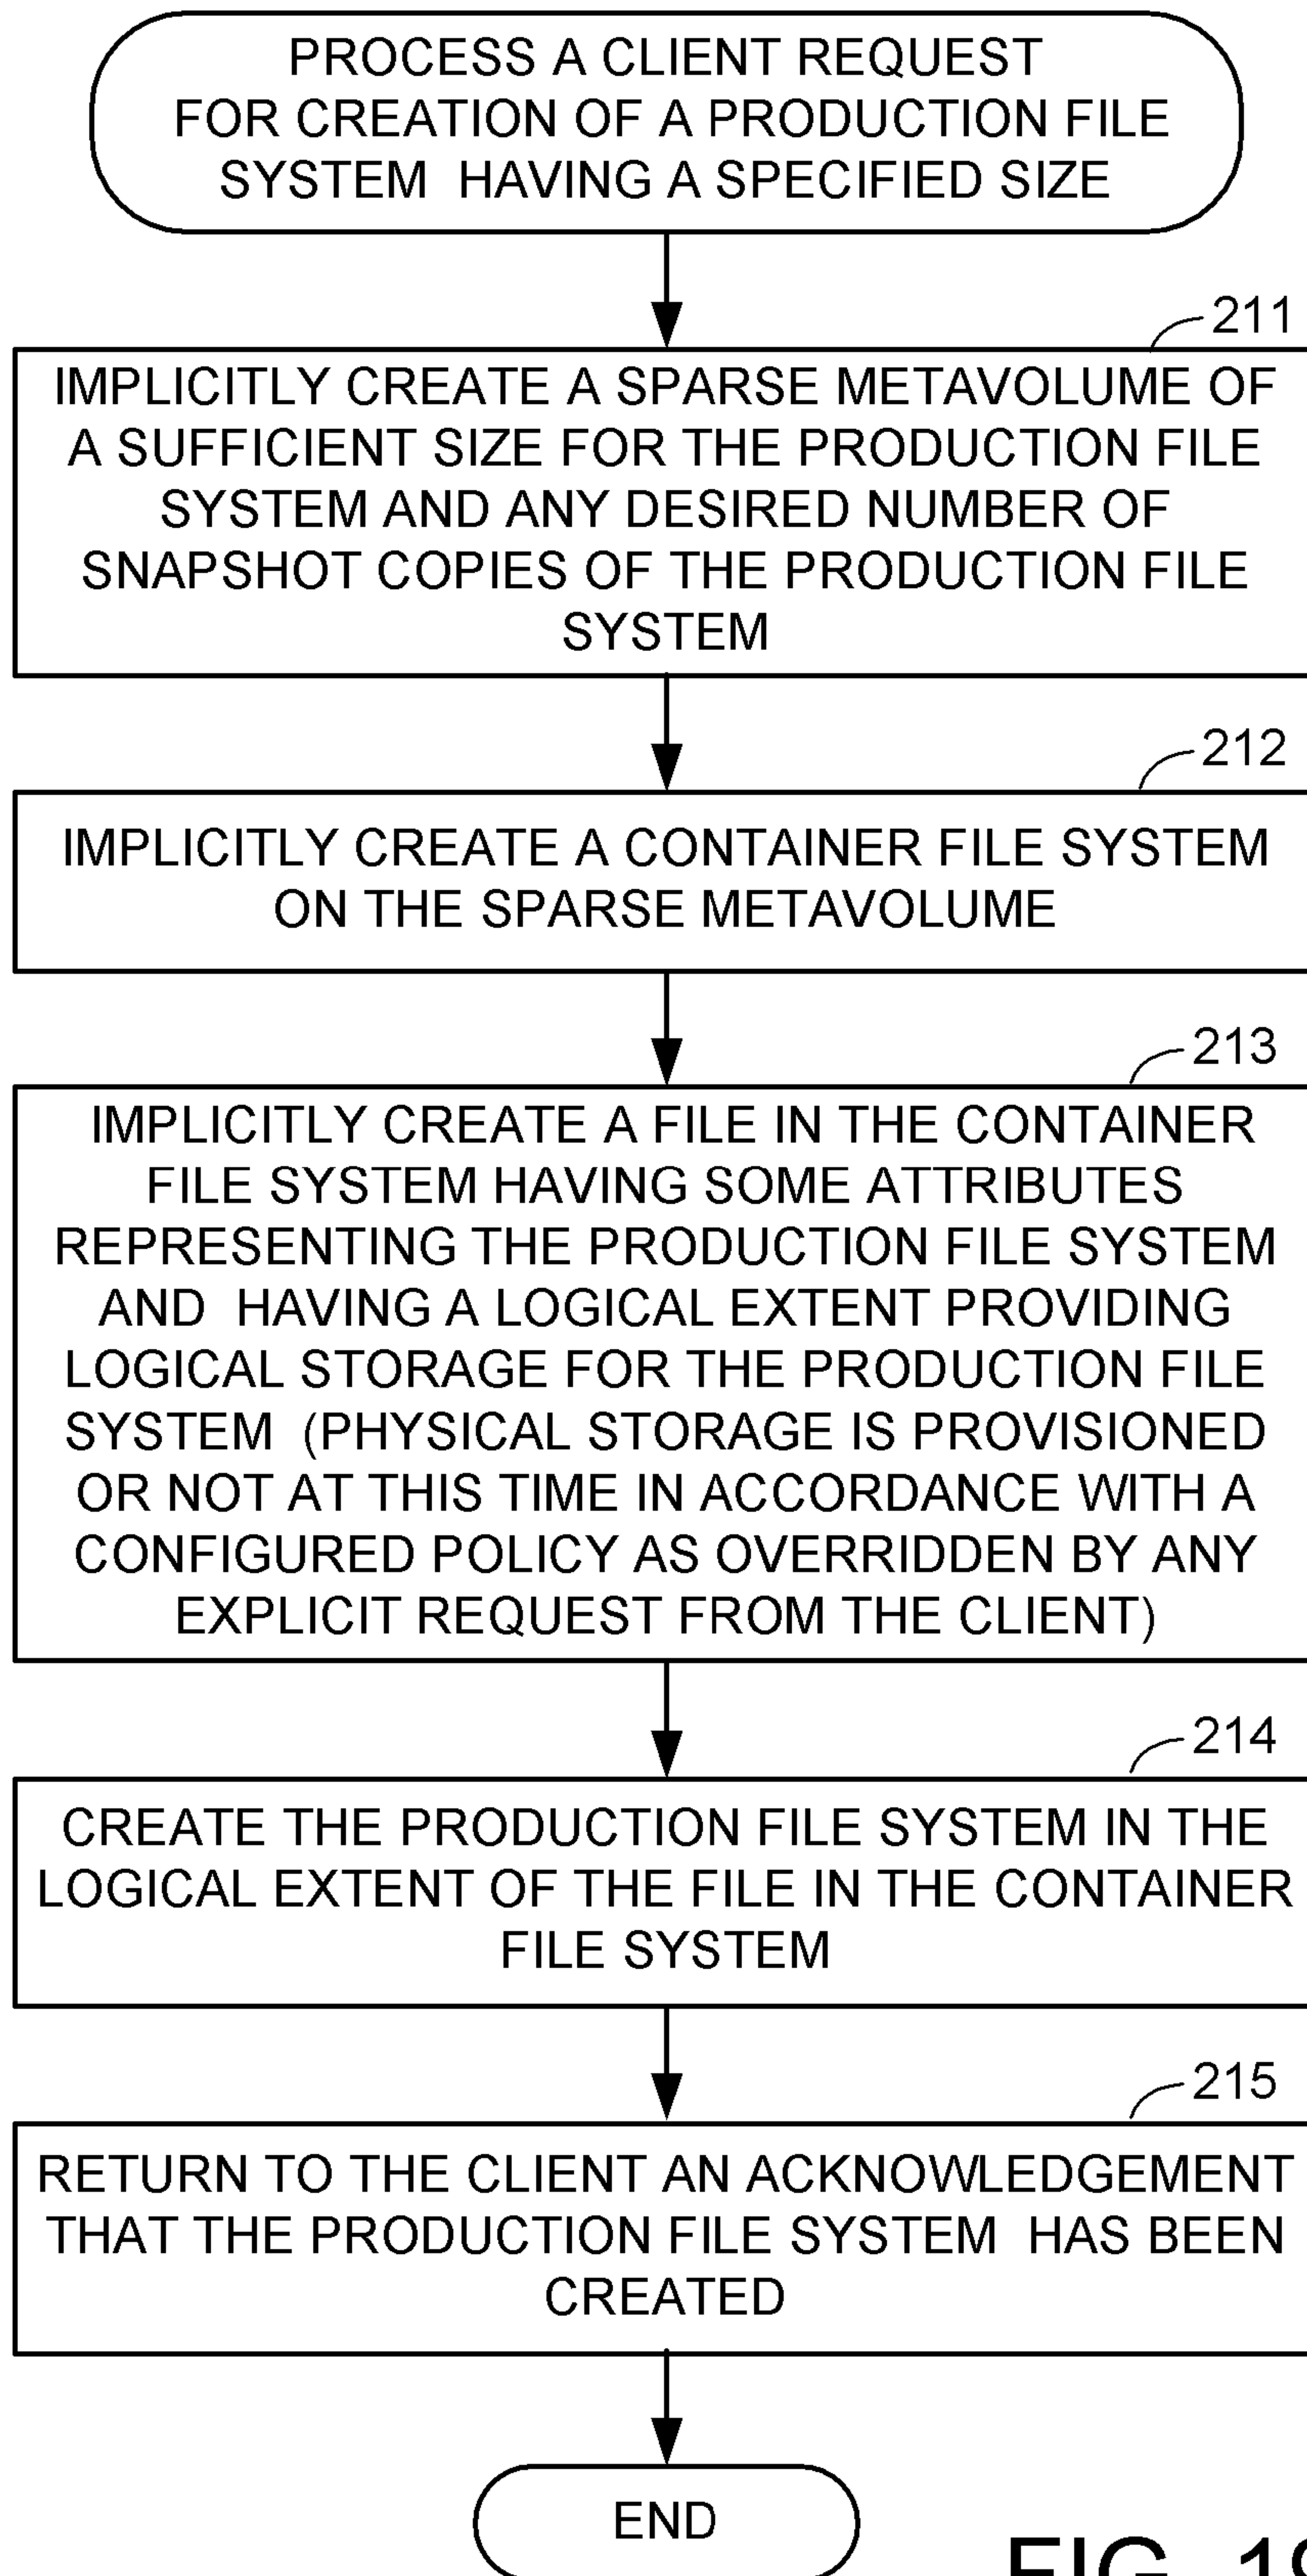 PROCESS A CLIENT REQUEST
FOR CREATION OF A PRODUCTION FILE
SYSTEM HAVING A SPECIFIED SIZE
211
IMPLICITLY CREATE A SPARSE METAVOLUME OF
A SUFFICIENT SIZE FOR THE PRODUCTION FILE
SYSTEM AND ANY DESIRED NUMBER OF
SNAPSHOT COPIES OF THE PRODUCTION FILE
SYSTEM
212
IMPLICITLY CREATE A CONTAINER FILE SYSTEM
ON THE SPARSE METAVOLUME
213
IMPLICITLY CREATE A FILE IN THE CONTAINER
FILE SYSTEM HAVING SOME ATTRIBUTES
REPRESENTING THE PRODUCTION FILE SYSTEM
AND HAVING A LOGICAL EXTENT PROVIDING
LOGICAL STORAGE FOR THE PRODUCTION FILE
SYSTEM (PHYSICAL STORAGE IS PROVISIONED
OR NOT AT THIS TIME IN ACCORDANCE WITH A
CONFIGURED POLICY AS OVERRIDDEN BY ANY
EXPLICIT REQUEST FROM THE CLIENT)
214
CREATE THE PRODUCTION FILE SYSTEM IN THE
LOGICAL EXTENT OF THE FILE IN THE CONTAINER
FILE SYSTEM
215
RETURN TO THE CLIENT AN ACKNOWLEDGEMENT
THAT THE PRODUCTION FILE SYSTEM HAS BEEN
CREATED
END
FIG. 19